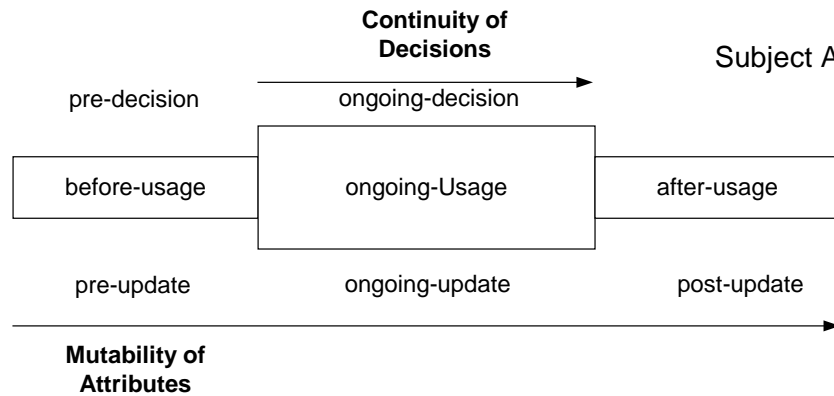 Continuity of
Decisions
Subject A
pre-decision
ongoing-decision
before-usage
ongoing-Usage
after-usage
pre-update
ongoing-update
post-update
Mutability of
Attributes